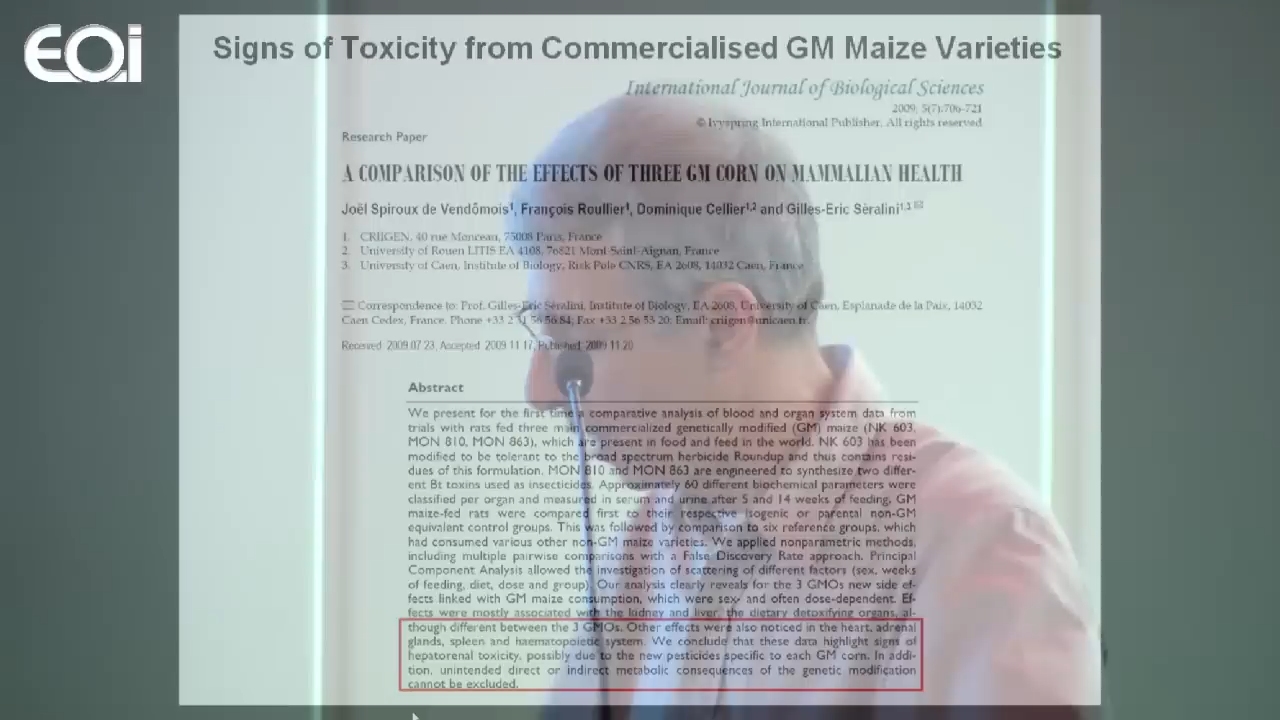 EOi
Signs of Toxicity from Commercialised GM Maize Varieties
International Journal of Biological Sciences
2009; 5(7):706-721
© Ivyspring International Publisher. All rights reserved
Research Paper
A COMPARISON OF THE EFFECTS OF THREE GM CORN ON MAMMALIAN HEALTH
Joël Spiroux de Vendômois¹, François Roullier¹, Dominique Cellier¹,² and Gilles-Eric Séralini¹,³ ✉
1. CRIIGEN, 40 rue Monceau, 75008 Paris, France
2. University of Rouen LITIS EA 4108, 76821 Mont Saint-Aignan, France
3. University of Caen, Institute of Biology, Risk Pole CNRS, EA 2608, 14032 Caen, France
✉ Correspondence to: Prof. Gilles-Eric Séralini, Institute of Biology, EA 2608, University of Caen, Esplanade de la Paix, 14032
Caen Cedex, France. Phone +33 2 31 56 56 84; Fax +33 2 56 53 20; Email: criigen@unicaen.fr.
Received: 2009.07.23, Accepted: 2009.11.17, Published: 2009.11.20
Abstract
We present for the first time a comparative analysis of blood and organ system data from
trials with rats fed three main commercialized genetically modified (GM) maize (NK 603,
MON 810, MON 863), which are present in food and feed in the world. NK 603 has been
modified to be tolerant to the broad spectrum herbicide Roundup and thus contains resi-
dues of this formulation. MON 810 and MON 863 are engineered to synthesize two differ-
ent Bt toxins used as insecticides. Approximately 60 different biochemical parameters were
classified per organ and measured in serum and urine after 5 and 14 weeks of feeding. GM
maize-fed rats were compared first to their respective isogenic or parental non-GM
equivalent control groups. This was followed by comparison to six reference groups, which
had consumed various other non-GM maize varieties. We applied nonparametric methods,
including multiple pairwise comparisons with a False Discovery Rate approach. Principal
Component Analysis allowed the investigation of scattering of different factors (sex, weeks
of feeding, diet, dose and group). Our analysis clearly reveals for the 3 GMOs new side ef-
fects linked with GM maize consumption, which were sex- and often dose-dependent. Ef-
fects were mostly associated with the kidney and liver, the dietary detoxifying organs, al-
though different between the 3 GMOs. Other effects were also noticed in the heart, adrenal
glands, spleen and haematopoietic system. We conclude that these data highlight signs of
hepatorenal toxicity, possibly due to the new pesticides specific to each GM corn. In addi-
tion, unintended direct or indirect metabolic consequences of the genetic modification
cannot be excluded.